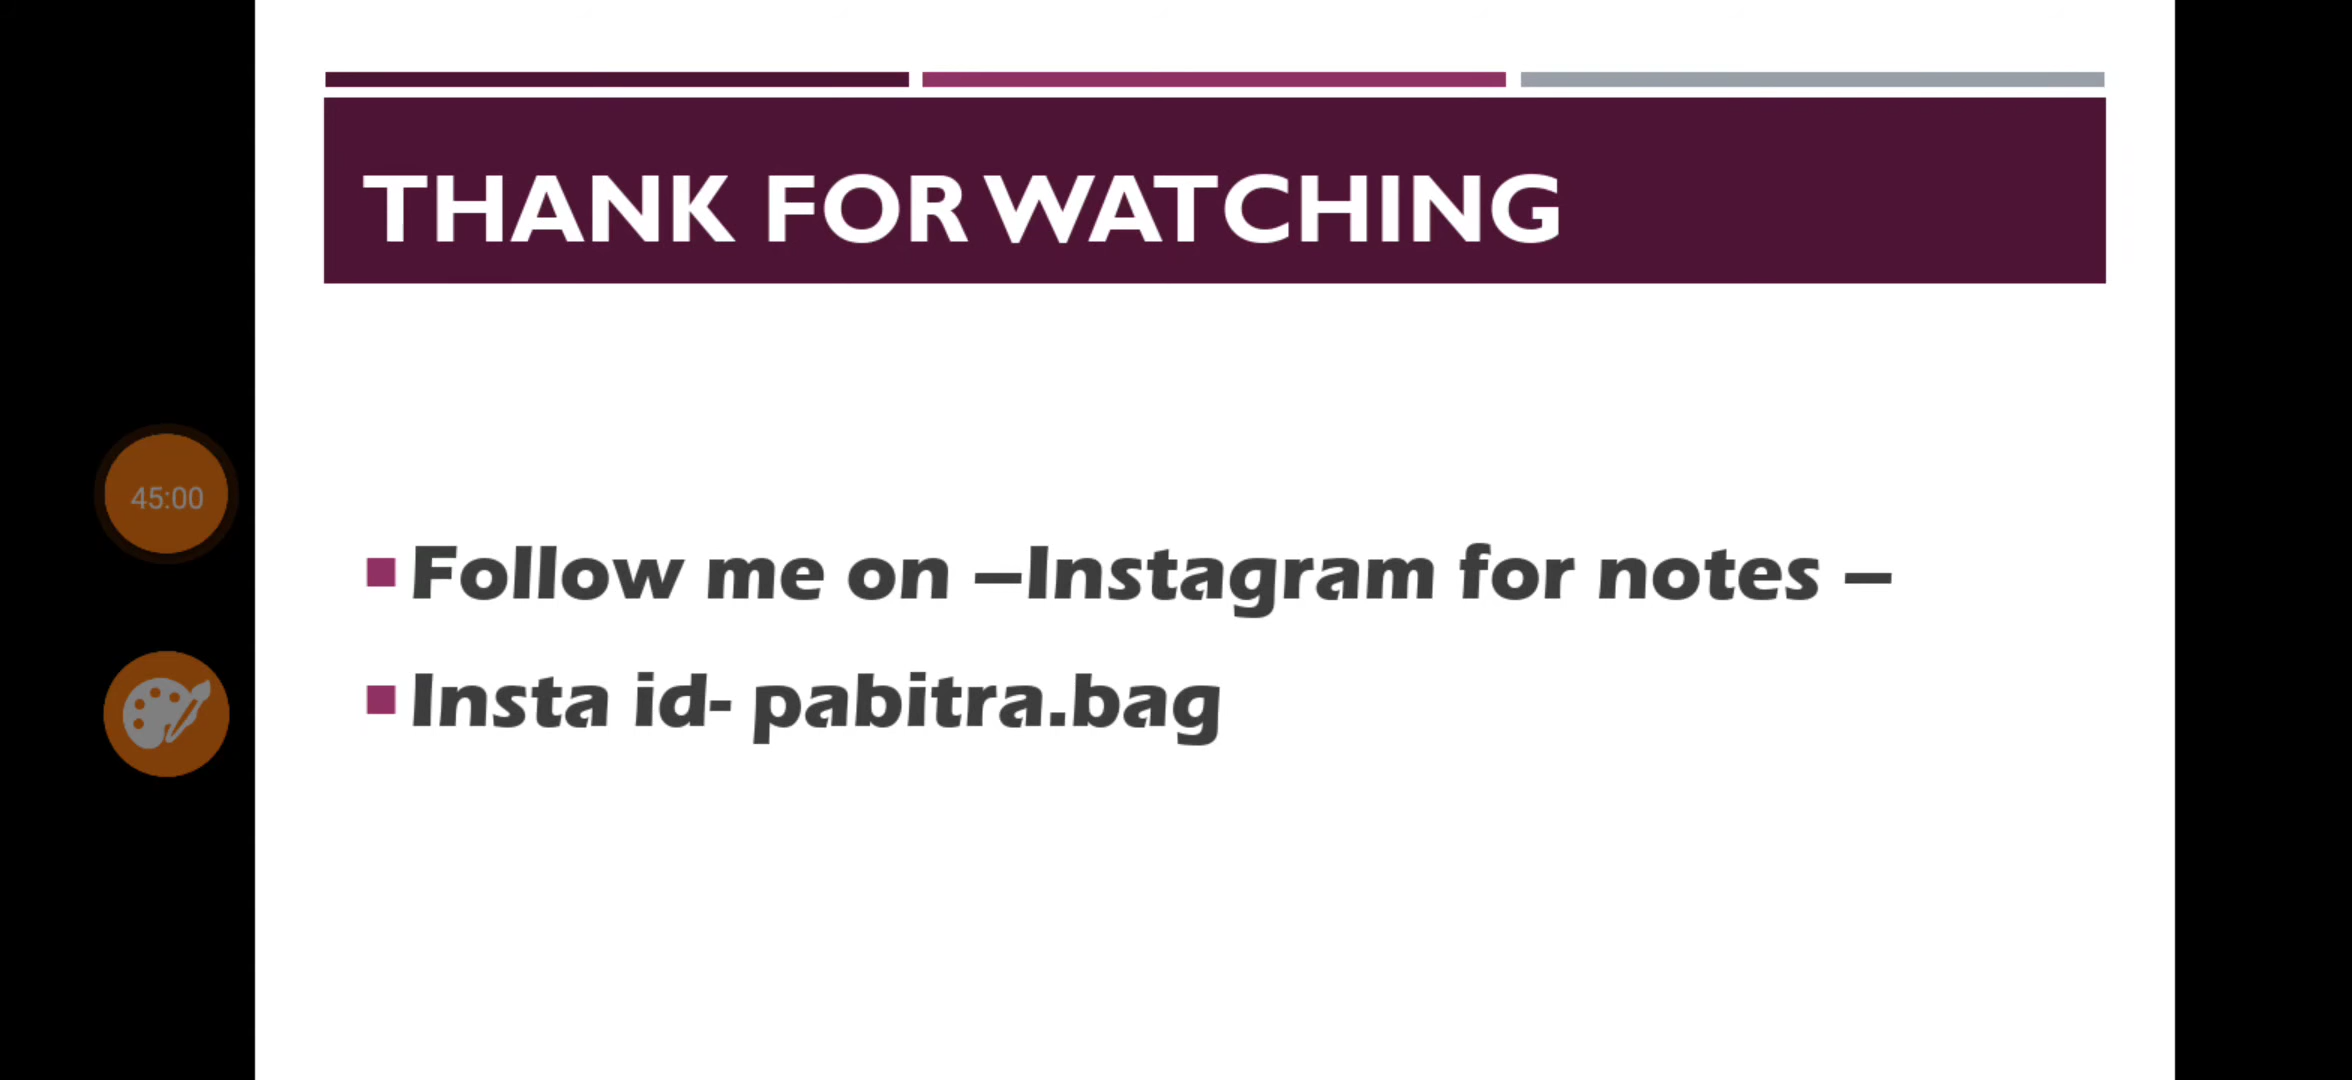 THANK FOR WATCHING
45:00
Follow me on –Instagram for notes –
Insta id- pabitra.bag